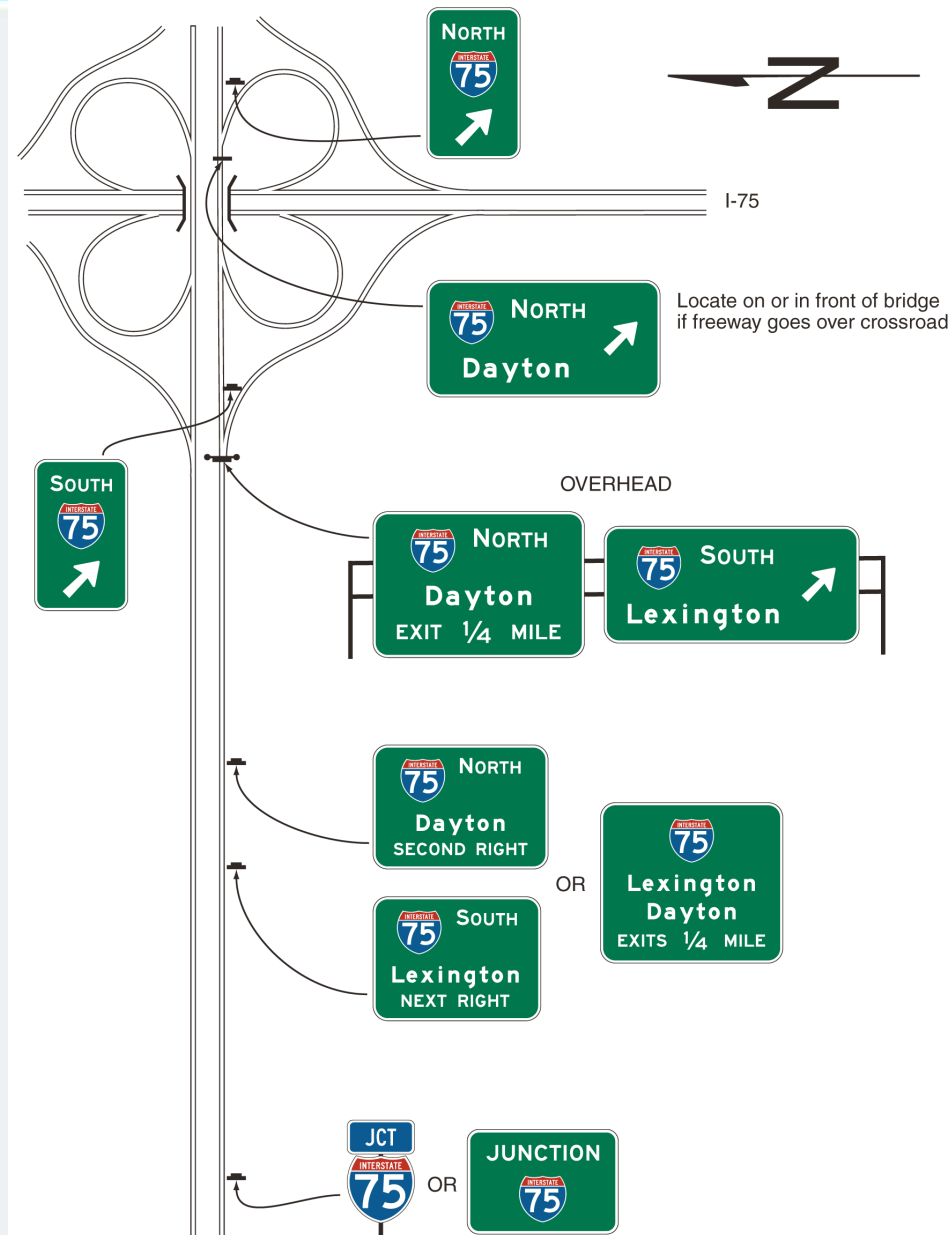 NORTH
INTERSTATE
75
N
I-75
INTERSTATE
75
NORTH
Dayton
Locate on or in front of bridge
if freeway goes over crossroad
SOUTH
INTERSTATE
75
OVERHEAD
INTERSTATE
75
NORTH
Dayton
EXIT 1/4 MILE
INTERSTATE
75
SOUTH
Lexington
INTERSTATE
75
NORTH
Dayton
SECOND RIGHT
OR
INTERSTATE
75
Lexington
Dayton
EXITS 1/4 MILE
INTERSTATE
75
SOUTH
Lexington
NEXT RIGHT
JCT
INTERSTATE
75
OR
JUNCTION
INTERSTATE
75